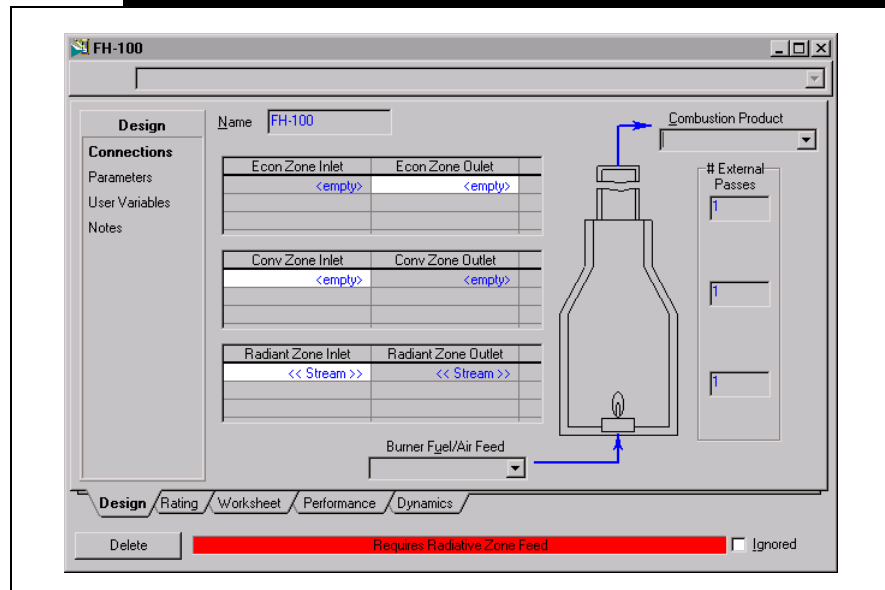 FH-100
Design
Connections
Parameters
User Variables
Notes
Name FH-100
Combustion Product
Econ Zone Inlet Econ Zone Oulet
<empty> <empty>
# External
Passes
1
Conv Zone Inlet Conv Zone Outlet
<empty> <empty>
1
Radiant Zone Inlet Radiant Zone Outlet
<< Stream >> << Stream >>
1
Burner Fuel/Air Feed
Design Rating Worksheet Performance Dynamics
Delete Requires Radiative Zone Feed Ignored